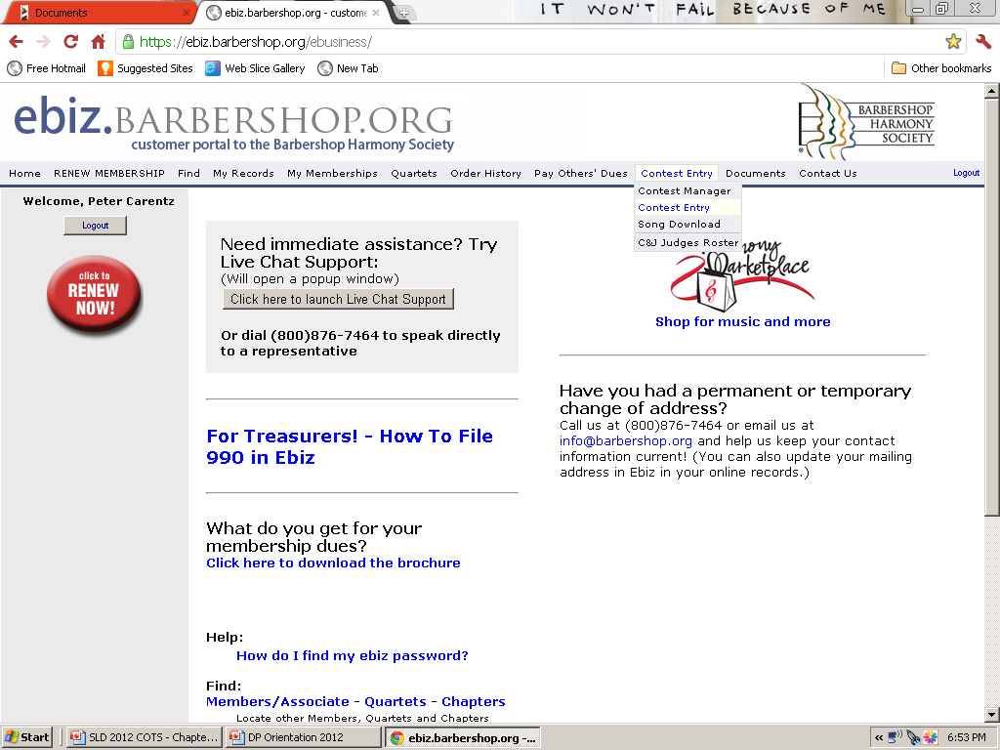 Documents
ebiz.barbershop.org - custome
IT WON'T FAIL BECAUSE OF ME
https://ebiz.barbershop.org/ebusiness/
Free Hotmail
Suggested Sites
Web Slice Gallery
New Tab
Other bookmarks
ebiz.BARBERSHOP.ORG
customer portal to the Barbershop Harmony Society
BARBERSHOP
HARMONY
SOCIETY
Home RENEW MEMBERSHIP Find My Records My Memberships Quartets Order History Pay Others' Dues Contest Entry Documents Contact Us Logout
Contest Manager
Contest Entry
Song Download
C&J Judges Roster
Welcome, Peter Carentz
Logout
click to
RENEW
NOW!
Need immediate assistance? Try
Live Chat Support:
(Will open a popup window)
Click here to launch Live Chat Support
Or dial (800)876-7464 to speak directly
to a representative
For Treasurers! - How To File
990 in Ebiz
What do you get for your
membership dues?
Click here to download the brochure
Help:
How do I find my ebiz password?
Find:
Members/Associate - Quartets - Chapters
Locate other Members, Quartets and Chapters
Marketplace
Shop for music and more
Have you had a permanent or temporary
change of address?
Call us at (800)876-7464 or email us at
info@barbershop.org and help us keep your contact
information current! (You can also update your mailing
address in Ebiz in your online records.)
Start
SLD 2012 COTS - Chapte...
DP Orientation 2012
ebiz.barbershop.org -...
«
6:53 PM